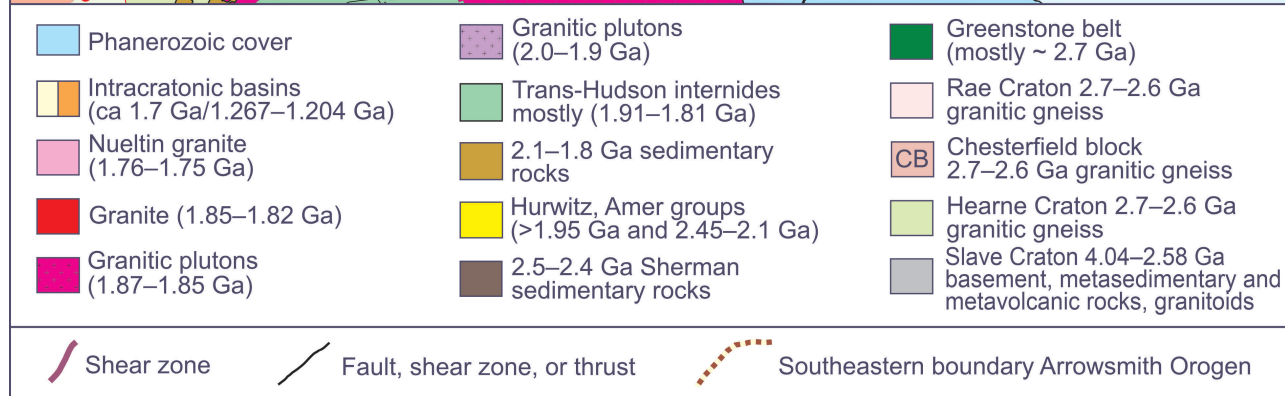 Phanerozoic cover
Intracratonic basins
(ca 1.7 Ga/1.267–1.204 Ga)
Nueltin granite
(1.76–1.75 Ga)
Granite (1.85–1.82 Ga)
Granitic plutons
(1.87–1.85 Ga)
Granitic plutons
(2.0–1.9 Ga)
Trans-Hudson internides
mostly (1.91–1.81 Ga)
2.1–1.8 Ga sedimentary
rocks
Hurwitz, Amer groups
(>1.95 Ga and 2.45–2.1 Ga)
2.5–2.4 Ga Sherman
sedimentary rocks
Greenstone belt
(mostly ~ 2.7 Ga)
Rae Craton 2.7–2.6 Ga
granitic gneiss
CB
Chesterfield block
2.7–2.6 Ga granitic gneiss
Hearne Craton 2.7–2.6 Ga
granitic gneiss
Slave Craton 4.04–2.58 Ga
basement, metasedimentary and
metavolcanic rocks, granitoids
Shear zone
Fault, shear zone, or thrust
Southeastern boundary Arrowsmith Orogen